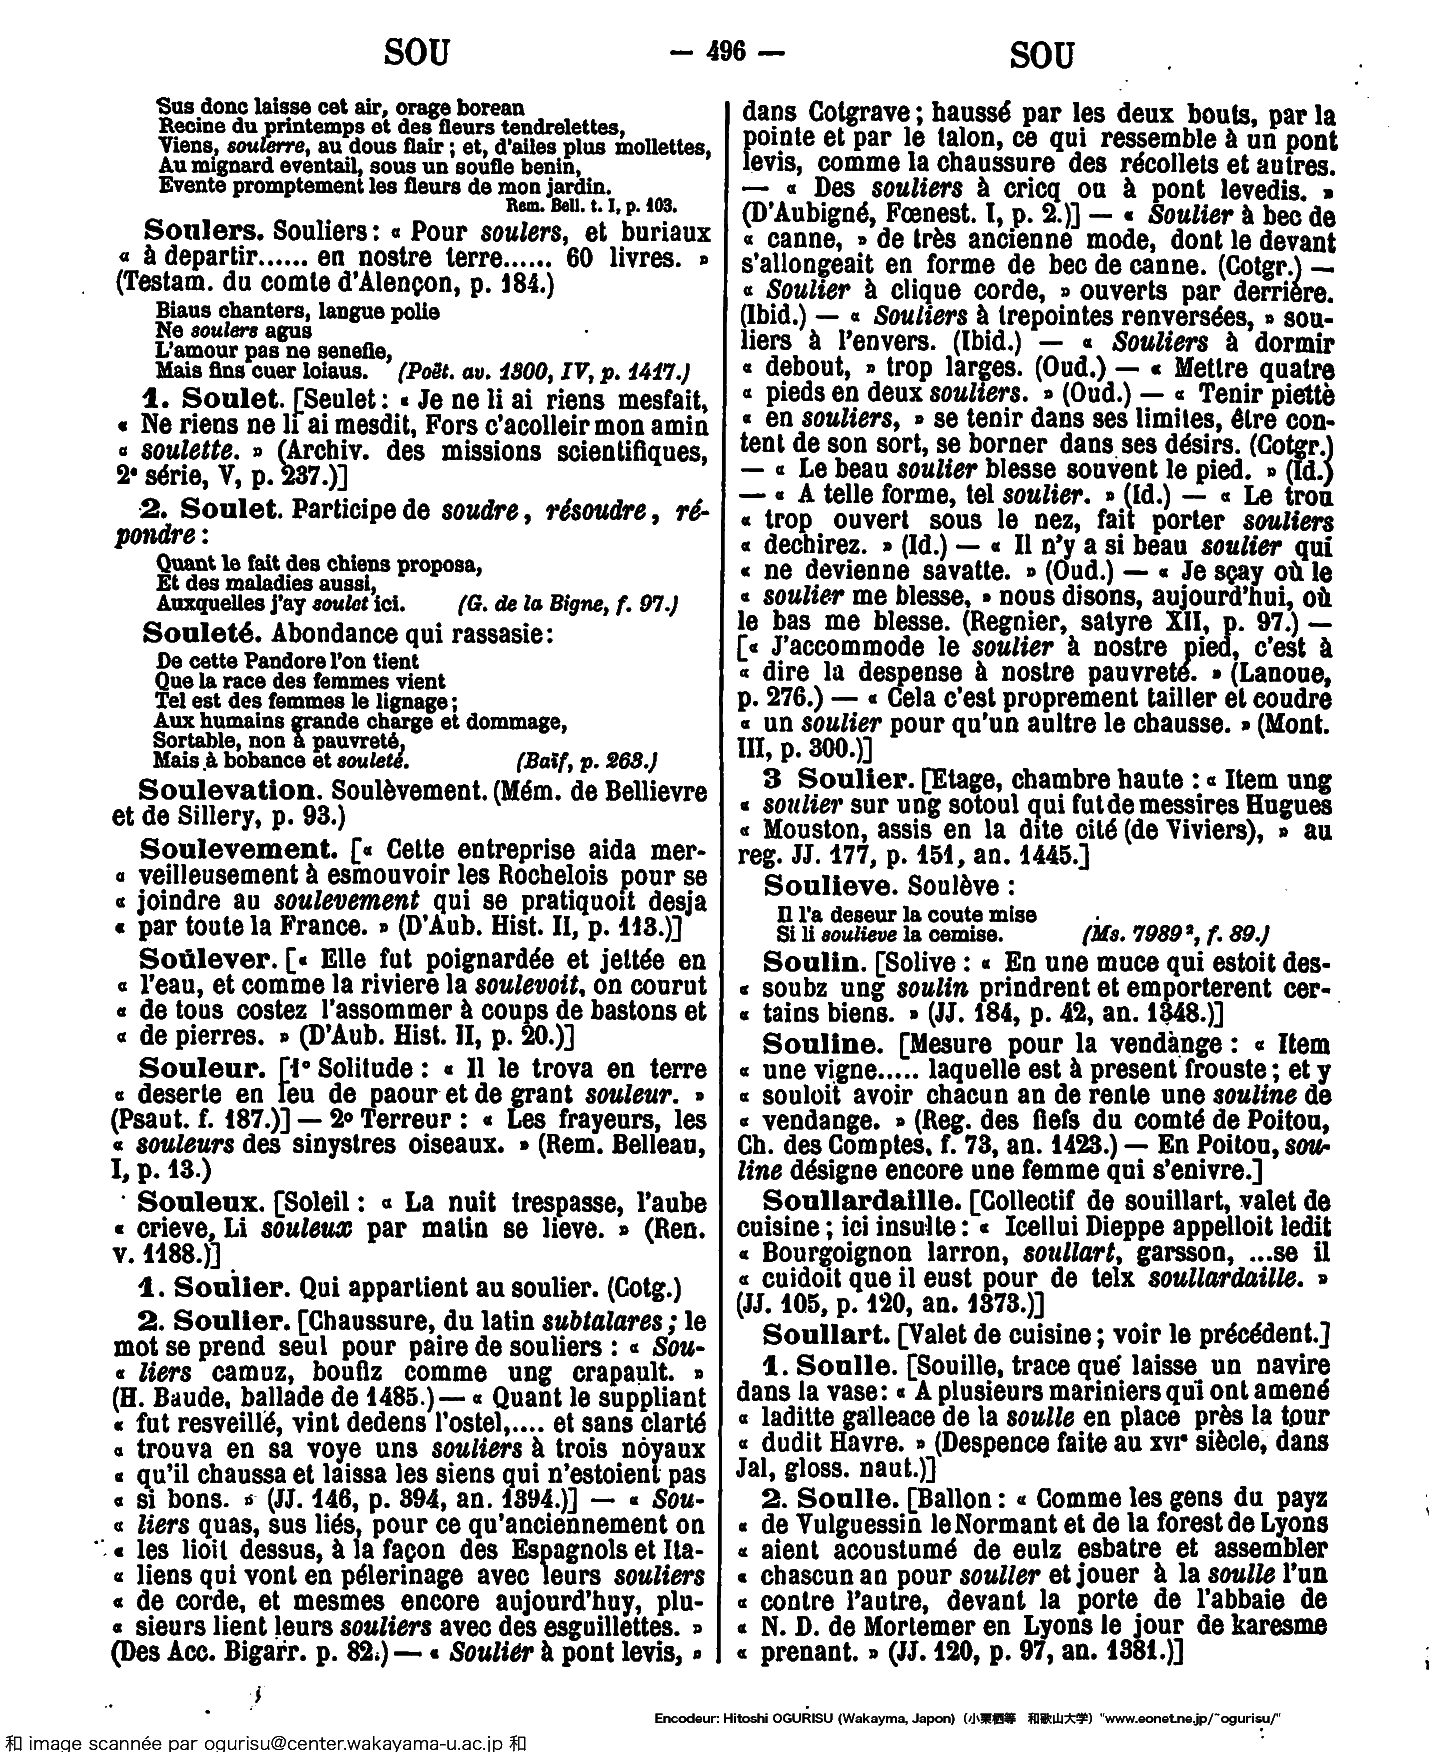 SOU
— 496 —
SOU
Sus donc laisse cet air, orage borean
Recine du printemps et des fleurs tendrelettes,
Viens, soulerre, au dous flair ; et, d'ailes plus mollettes,
Au mignard eventail, sous un soufle benin,
Evente promptement les fleurs de mon jardin.
Rem. Bell. t. I, p. 103.
Soulers. Souliers : « Pour soulers, et buriaux
« à departir...... en nostre terre...... 60 livres. »
(Testam. du comte d'Alençon, p. 184.)
Biaus chanters, langue polie
Ne soulers agus
L'amour pas ne senefie,
Mais fins cuer loiaus. (Poët. av. 1300, IV, p. 1417.)
1. Soulet. [Seulet : « Je ne li ai riens mesfait,
« Ne riens ne li ai mesdit, Fors c'acolleir mon amin
« soulette. » (Archiv. des missions scientifiques,
2e série, V, p. 237.)]
2. Soulet. Participe de soudre, résoudre, ré-
pondre :
Quant le fait des chiens proposa,
Et des maladies aussi,
Auxquelles j'ay soulet ici. (G. de la Bigne, f. 97.)
Souleté. Abondance qui rassasie :
De cette Pandore l'on tient
Que la race des femmes vient
Tel est des femmes le lignage ;
Aux humains grande charge et dommage,
Sortable, non à pauvreté,
Mais à bobance et souleté. (Baïf, p. 263.)
Soulevation. Soulèvement. (Mém. de Bellievre
et de Sillery, p. 93.)
Soulevement. [« Cette entreprise aida mer-
« veilleusement à esmouvoir les Rochelois pour se
« joindre au soulevement qui se pratiquoit desja
« par toute la France. » (D'Aub. Hist. II, p. 113.)]
Soulever. [« Elle fut poignardée et jettée en
« l'eau, et comme la riviere la soulevoit, on courut
« de tous costez l'assommer à coups de bastons et
« de pierres. » (D'Aub. Hist. II, p. 20.)]
Souleur. [1o Solitude : « Il le trova en terre
« deserte en leu de paour et de grant souleur. »
(Psaut. f. 187.)] — 2o Terreur : « Les frayeurs, les
« souleurs des sinystres oiseaux. » (Rem. Belleau,
I, p. 13.)
Souleux. [Soleil : « La nuit trespasse, l'aube
« crieve, Li souleux par matin se lieve. » (Ren.
v. 1188.)]
1. Soulier. Qui appartient au soulier. (Cotg.)
2. Soulier. [Chaussure, du latin subtalares ; le
mot se prend seul pour paire de souliers : « Sou-
« liers camuz, boufiz comme ung crapault. »
(H. Baude, ballade de 1485.) — « Quant le suppliant
« fut resveillé, vint dedens l'ostel,.... et sans clarté
« trouva en sa voye uns souliers à trois noyaux
« qu'il chaussa et laissa les siens qui n'estoient pas
« si bons. » (JJ. 146, p. 394, an. 1394.)] — « Sou-
« liers quas, sus liés, pour ce qu'anciennement on
« les lioit dessus, à la façon des Espagnols et Ita-
« liens qui vont en pélerinage avec leurs souliers
« de corde, et mesmes encore aujourd'huy, plu-
« sieurs lient leurs souliers avec des esguillettes. »
(Des Acc. Bigarr. p. 82.) — « Soulier à pont levis, »
dans Cotgrave ; haussé par les deux bouts, par la
pointe et par le talon, ce qui ressemble à un pont
levis, comme la chaussure des récollets et autres.
— « Des souliers à cricq ou à pont levedis. »
(D'Aubigné, Fœnest. I, p. 2.)] — « Soulier à bec de
« canne, » de très ancienne mode, dont le devant
s'allongeait en forme de bec de canne. (Cotgr.) —
« Soulier à clique corde, » ouverts par derrière.
(Ibid.) — « Souliers à trepointes renversées, » sou-
liers à l'envers. (Ibid.) — « Souliers à dormir
« debout, » trop larges. (Oud.) — « Mettre quatre
« pieds en deux souliers. » (Oud.) — « Tenir piettè
« en souliers, » se tenir dans ses limites, être con-
tent de son sort, se borner dans ses désirs. (Cotgr.)
— « Le beau soulier blesse souvent le pied. » (Id.)
— « A telle forme, tel soulier. » (Id.) — « Le trou
« trop ouvert sous le nez, fait porter souliers
« dechirez. » (Id.) — « Il n'y a si beau soulier qui
« ne devienne savatte. » (Oud.) — « Je sçay où le
« soulier me blesse, » nous disons, aujourd'hui, où
le bas me blesse. (Regnier, satyre XII, p. 97.) —
[« J'accommode le soulier à nostre pied, c'est à
« dire la despense à nostre pauvreté. » (Lanoue,
p. 276.) — « Cela c'est proprement tailler et coudre
« un soulier pour qu'un aultre le chausse. » (Mont.
III, p. 300.)]
3 Soulier. [Etage, chambre haute : « Item ung
« soulier sur ung sotoul qui fut de messires Hugues
« Mouston, assis en la dite cité (de Viviers), » au
reg. JJ. 177, p. 151, an. 1445.]
Soulieve. Soulève :
Il l'a deseur la coute mise
Si li soulieve la cemise. (Ms. 7989², f. 89.)
Soulin. [Solive : « En une muce qui estoit des-
« soubz ung soulin prindrent et emporterent cer-
« tains biens. » (JJ. 184, p. 42, an. 1348.)]
Souline. [Mesure pour la vendange : « Item
« une vigne..... laquelle est à present frouste ; et y
« souloit avoir chacun an de rente une souline de
« vendange. » (Reg. des fiefs du comté de Poitou,
Ch. des Comptes, f. 73, an. 1423.) — En Poitou, sou-
line désigne encore une femme qui s'enivre.]
Soullardaille. [Collectif de souillart, valet de
cuisine ; ici insulte : « Icellui Dieppe appelloit ledit
« Bourgoignon larron, soullart, garsson, ...se il
« cuidoit que il eust pour de telx soullardaille. »
(JJ. 105, p. 120, an. 1373.)]
Soullart. [Valet de cuisine ; voir le précédent.]
1. Soulle. [Souille, trace que laisse un navire
dans la vase : « A plusieurs mariniers qui ont amené
« laditte galleace de la soulle en place près la tour
« dudit Havre. » (Despence faite au XVIe siècle, dans
Jal, gloss. naut.)]
2. Soulle. [Ballon : « Comme les gens du payz
« de Vulguessin le Normant et de la forest de Lyons
« aient acoustumé de eulz esbatre et assembler
« chascun an pour souller et jouer à la soulle l'un
« contre l'autre, devant la porte de l'abbaie de
« N. D. de Mortemer en Lyons le jour de karesme
« prenant. » (JJ. 120, p. 97, an. 1381.)]
Encodeur: Hitoshi OGURISU (Wakayma, Japon) (小栗栖等 和歌山大学) "www.eonet.ne.jp/~ogurisu/"
和 image scannée par ogurisu@center.wakayama-u.ac.jp 和